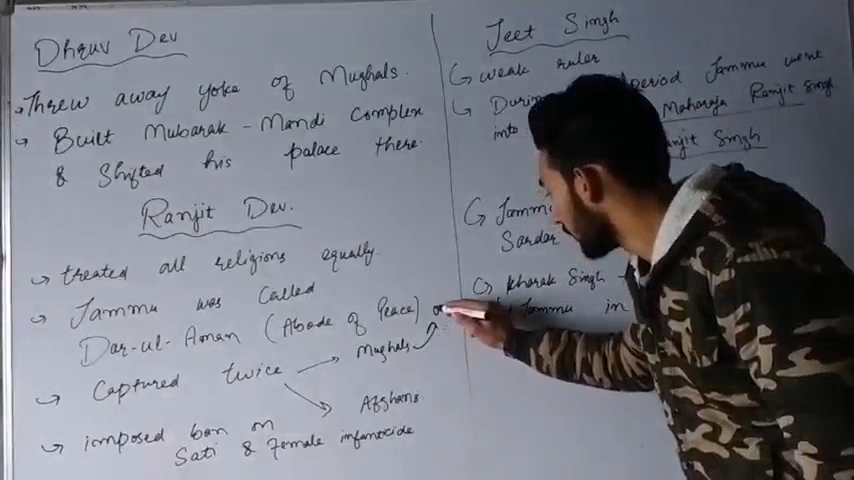 Dhruv Dev
Threw away yoke of Mughals.
Built Mubarak-Mandi Complex
& Shifted his palace there.
Ranjit Dev.
treated all religions equally.
Jammu was called
Dar-ul-Aman (Abode of Peace)
Captured twice → Mughals
→ Afghans.
imposed ban on
Sati & Female infanticide
Jeet Singh
weak ruler
period Jammu went
into Maharaja Ranjit Singh.
Singh
Sardar
Kharak Singh
Jammu in